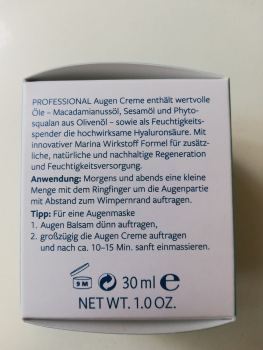 PROFESSIONAL Augen Creme enthält wertvolle
Öle – Macadamianussöl, Sesamöl und Phyto-
squalan aus Olivenöl – sowie als Feuchtigkeits-
spender die hochwirksame Hyaluronsäure. Mit
innovativer Marina Wirkstoff Formel für zusätz-
liche, natürliche und nachhaltige Regeneration
und Feuchtigkeitsversorgung.
Anwendung: Morgens und abends eine kleine
Menge mit dem Ringfinger um die Augenpartie
mit Abstand zum Wimpernrand auftragen.
Tipp: Für eine Augenmaske
1. Augen Balsam dünn auftragen,
2. großzügig die Augen Creme auftragen
und nach ca. 10–15 Min. sanft einmassieren.
9 M 30 ml e
NET WT. 1.0 OZ.